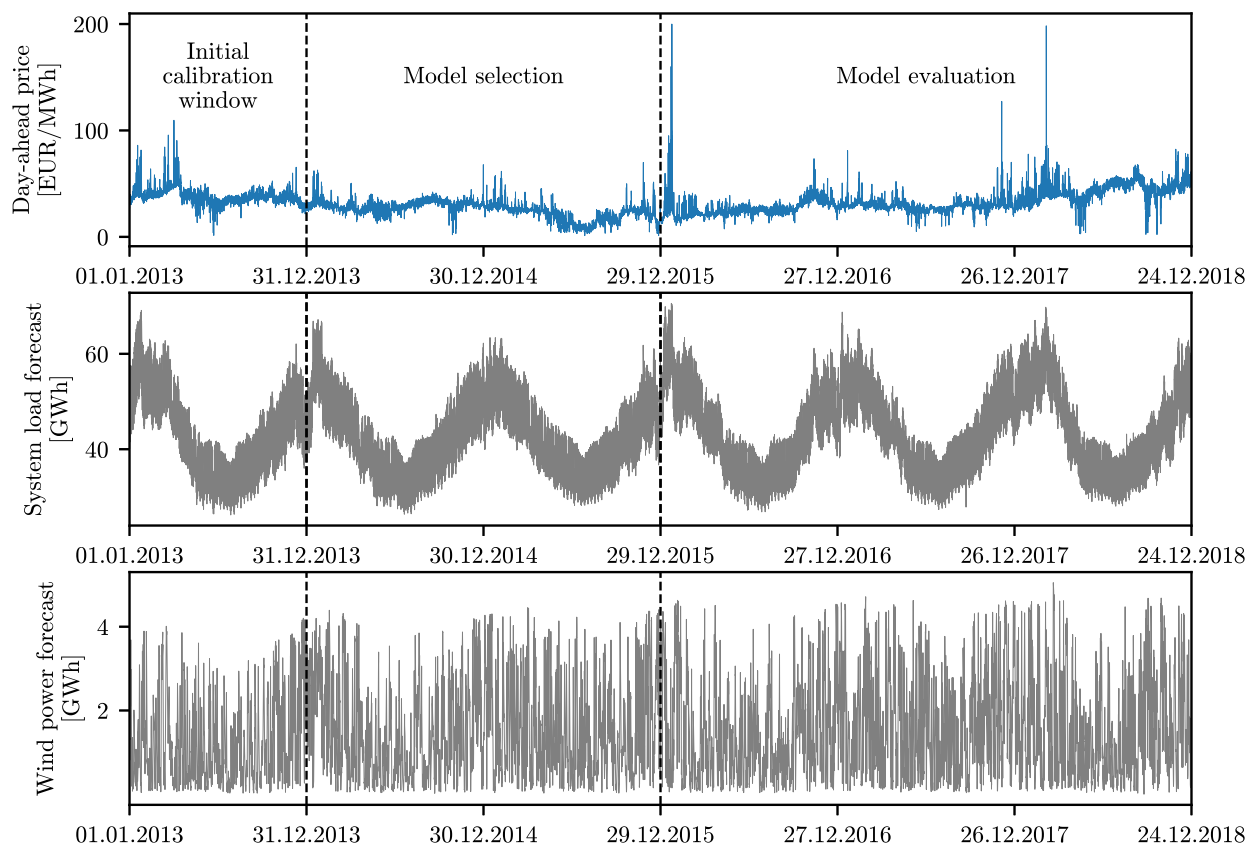 Day-ahead price
[EUR/MWh]
200
100
0
Initial
calibration
window
Model selection
Model evaluation
01.01.2013
31.12.2013
30.12.2014
29.12.2015
27.12.2016
26.12.2017
24.12.2018
System load forecast
[GWh]
60
40
01.01.2013
31.12.2013
30.12.2014
29.12.2015
27.12.2016
26.12.2017
24.12.2018
Wind power forecast
[GWh]
4
2
01.01.2013
31.12.2013
30.12.2014
29.12.2015
27.12.2016
26.12.2017
24.12.2018